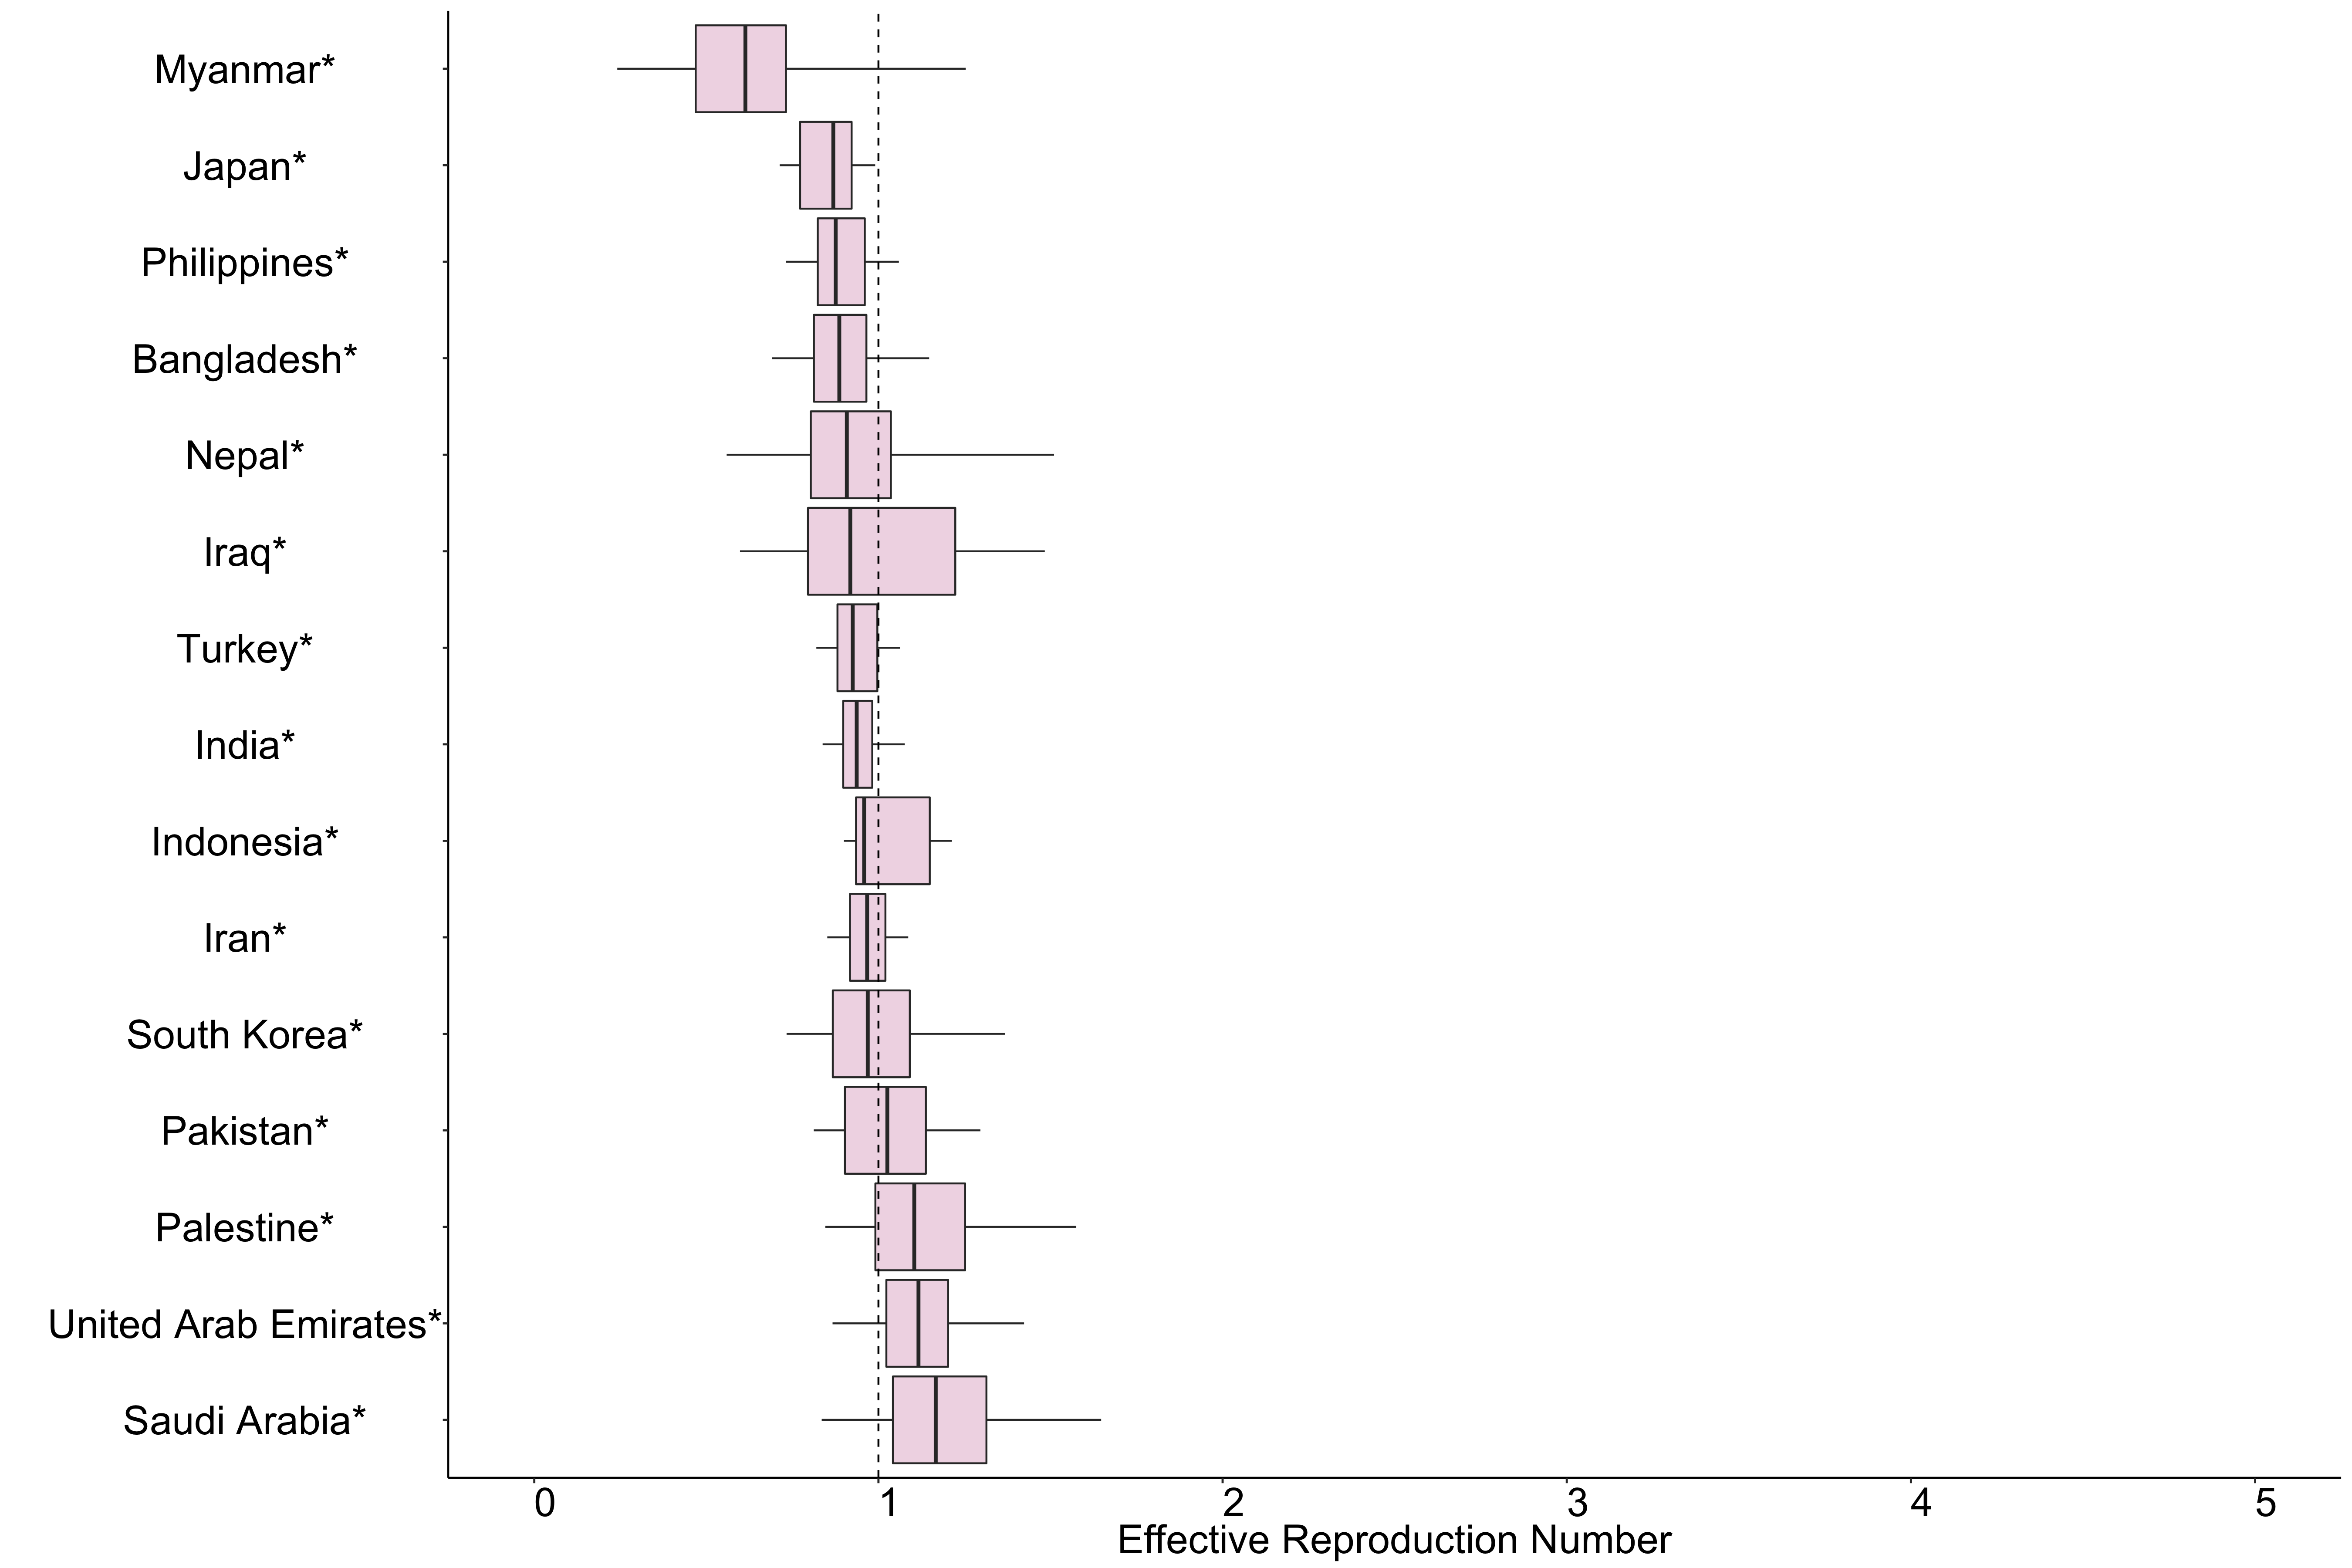 Myanmar*
Japan*
Philippines*
Bangladesh*
Nepal*
Iraq*
Turkey*
India*
Indonesia*
Iran*
South Korea*
Pakistan*
Palestine*
United Arab Emirates*
Saudi Arabia*
0 1 2 3 4 5
Effective Reproduction Number